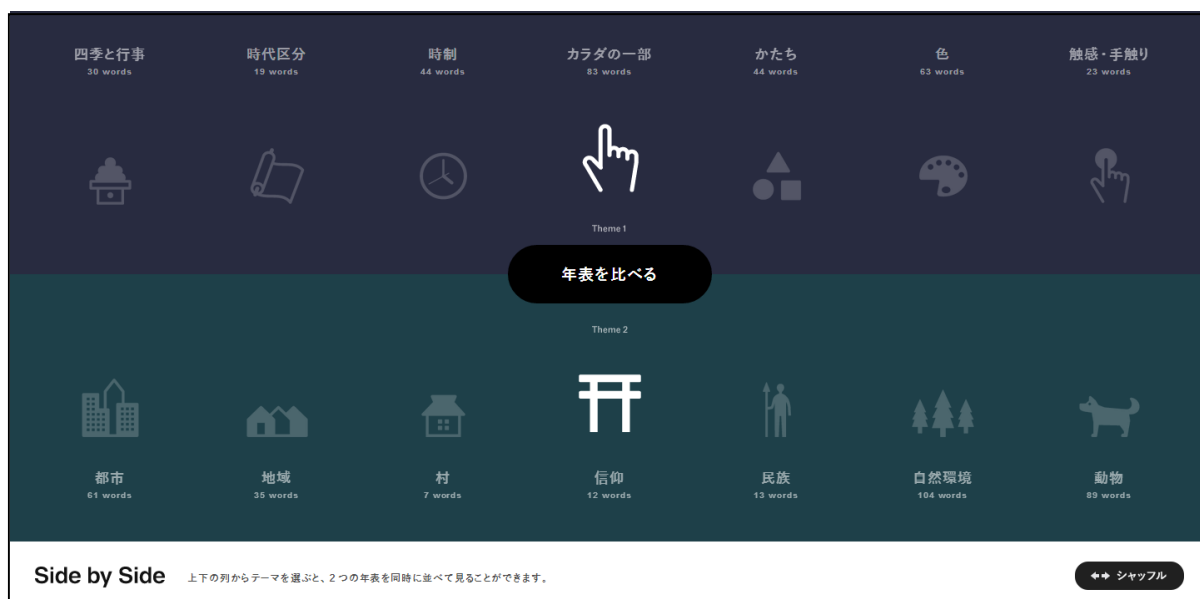 四季と行事
30 words
時代区分
19 words
時制
44 words
カラダの一部
83 words
かたち
44 words
色
63 words
触感・手触り
23 words
Theme 1
年表を比べる
Theme 2
都市
61 words
地域
35 words
村
7 words
信仰
12 words
民族
13 words
自然環境
104 words
動物
89 words
Side by Side
上下の列からテーマを選ぶと、2つの年表を同時に並べて見ることができます。
シャッフル